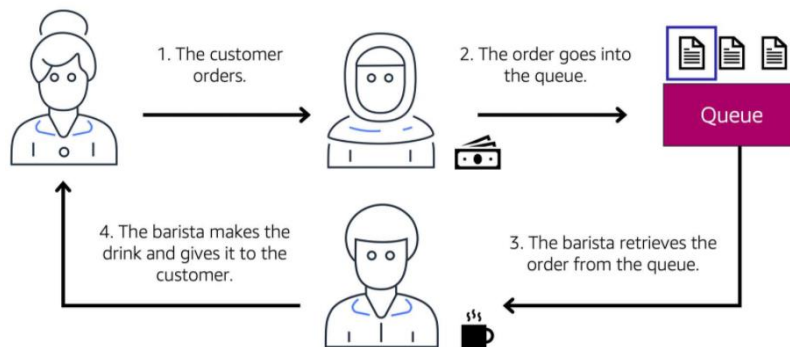 1. The customer
orders.
2. The order goes into
the queue.
Queue
3. The barista retrieves the
order from the queue.
4. The barista makes the
drink and gives it to the
customer.